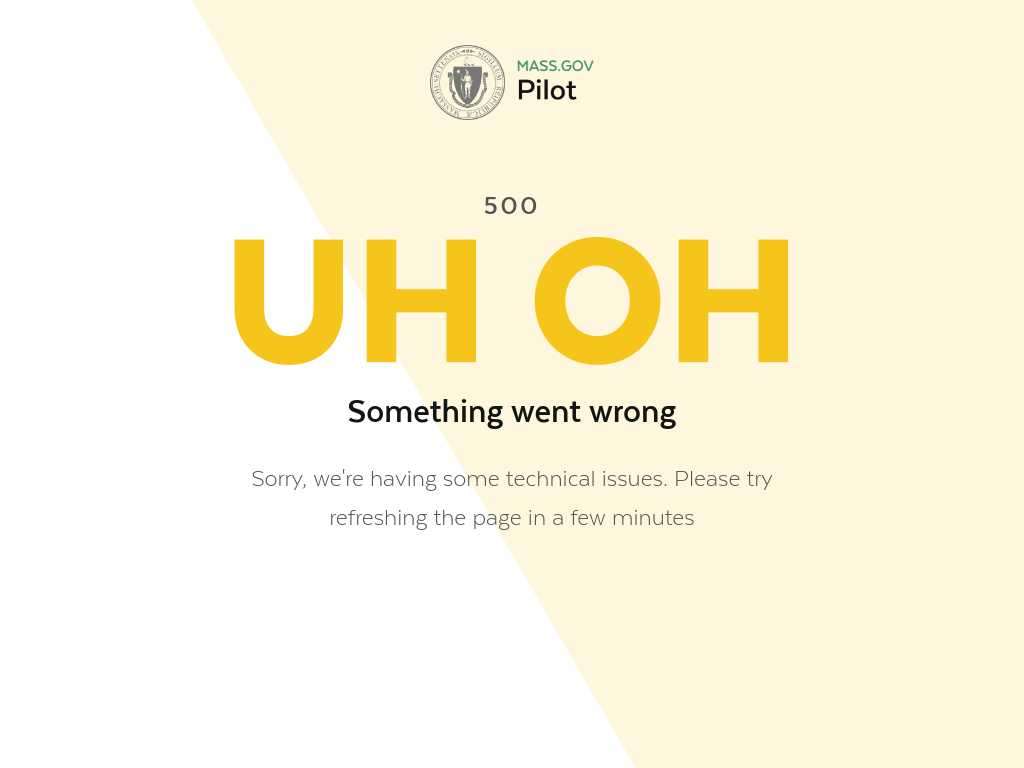 MASS.GOV
Pilot
500
UH OH
Something went wrong
Sorry, we're having some technical issues. Please try
refreshing the page in a few minutes